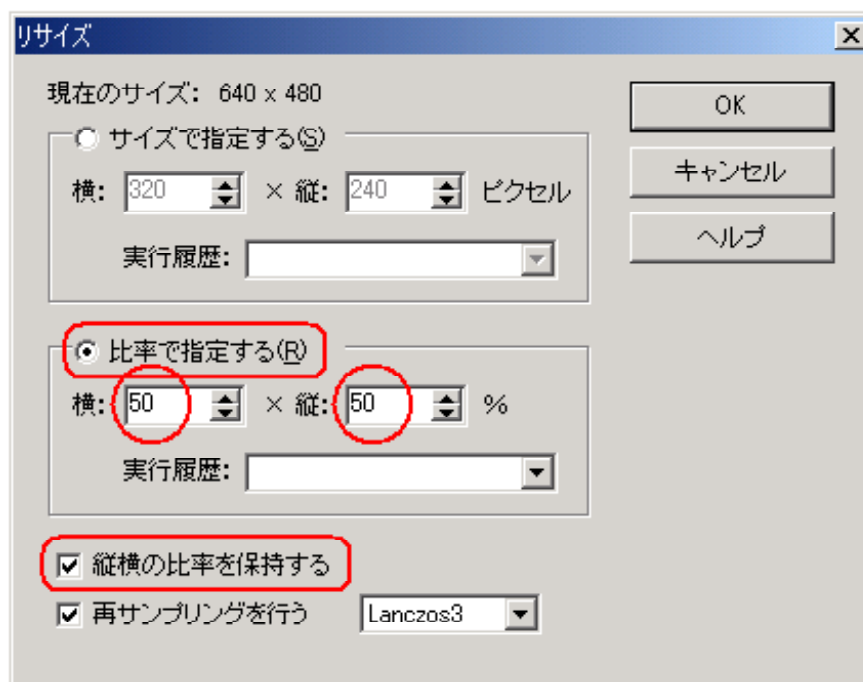 リサイズ
現在のサイズ: 640 x 480
OK
サイズで指定する(S)
キャンセル
横: 320 × 縦: 240 ピクセル
ヘルプ
実行履歴:
比率で指定する(R)
横: 50 × 縦: 50 %
実行履歴:
縦横の比率を保持する
再サンプリングを行う Lanczos3